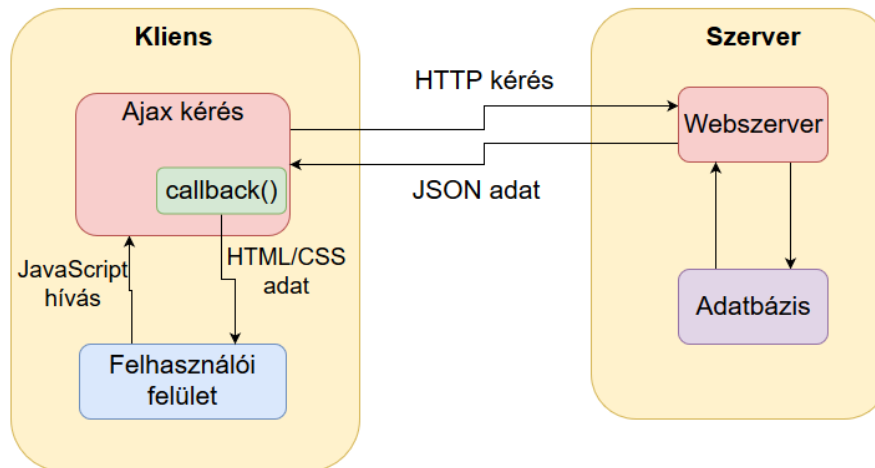 Kliens
Szerver
HTTP kérés
Ajax kérés
Webszerver
callback()
JSON adat
JavaScript
hívás
HTML/CSS
adat
Adatbázis
Felhasználói
felület